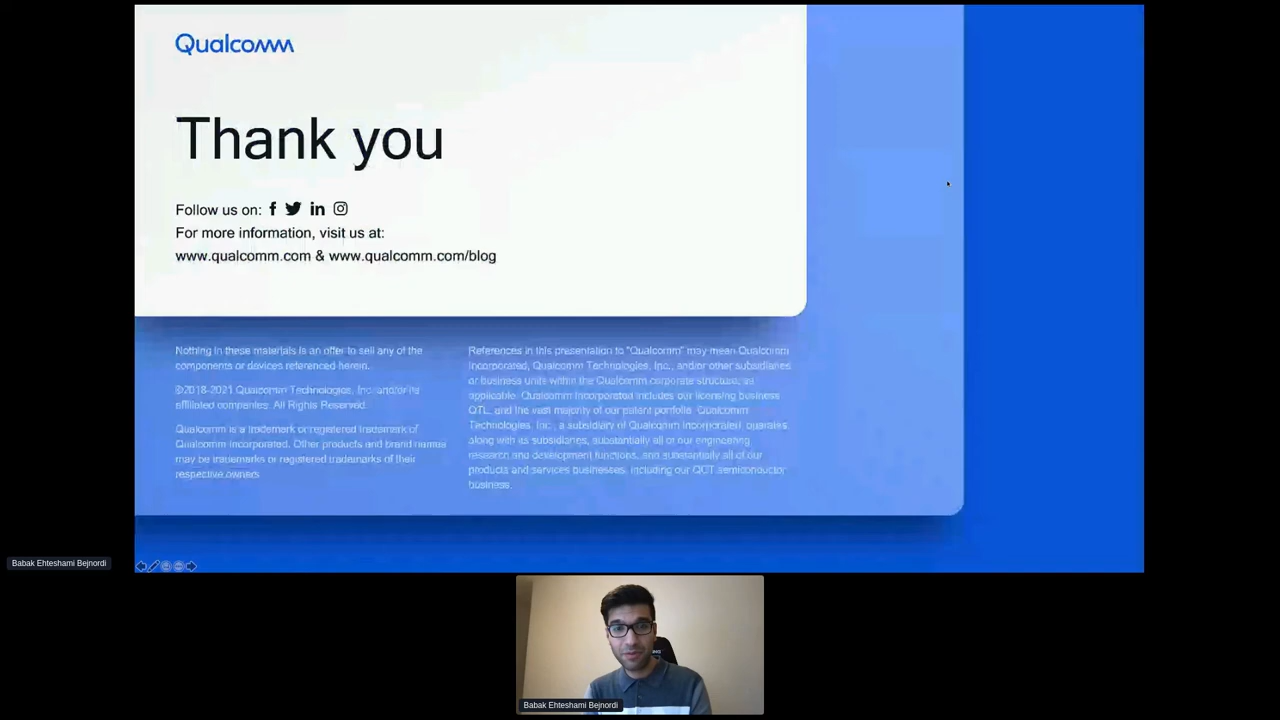 Qualcomm
Thank you
Follow us on:
For more information, visit us at:
www.qualcomm.com & www.qualcomm.com/blog
Nothing in these materials is an offer to sell any of the
components or devices referenced herein.
©2018-2021 Qualcomm Technologies, Inc. and/or its
affiliated companies. All Rights Reserved.
Qualcomm is a trademark or registered trademark of
Qualcomm Incorporated. Other products and brand names
may be trademarks or registered trademarks of their
respective owners.
References in this presentation to "Qualcomm" may mean Qualcomm
Incorporated, Qualcomm Technologies, Inc., and/or other subsidiaries
or business units within the Qualcomm corporate structure, as
applicable. Qualcomm Incorporated includes our licensing business
QTL, and the vast majority of our patent portfolio. Qualcomm
Technologies, Inc., a subsidiary of Qualcomm Incorporated, operates,
along with its subsidiaries, substantially all of our engineering
research and development functions, and substantially all of our
products and services businesses, including our QCT semiconductor
business.
Babak Ehteshami Bejnordi
Babak Ehteshami Bejnordi